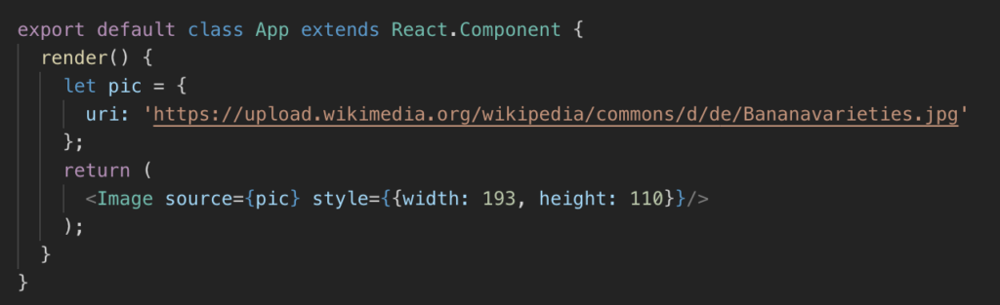 export default class App extends React.Component {
  render() {
    let pic = {
      uri: 'https://upload.wikimedia.org/wikipedia/commons/d/de/Bananavarieties.jpg'
    };
    return (
      <Image source={pic} style={{width: 193, height: 110}}/>
    );
  }
}